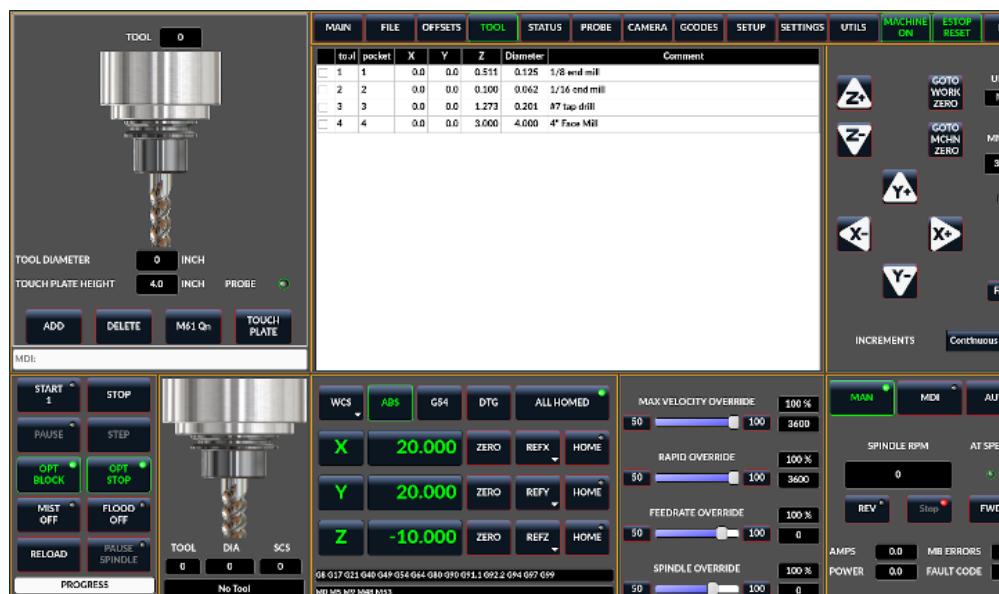 TOOL 0
TOOL DIAMETER 0 INCH
TOUCH PLATE HEIGHT 4.0 INCH PROBE
ADD DELETE M61 Qn TOUCH PLATE
MDI:
MAIN FILE OFFSETS TOOL STATUS PROBE CAMERA GCODES SETUP SETTINGS UTILS MACHINE ON ESTOP RESET
tool pocket X Y Z Diameter Comment
1 1 0.0 0.0 0.511 0.125 1/8 end mill
2 2 0.0 0.0 0.100 0.062 1/16 end mill
3 3 0.0 0.0 1.273 0.201 #7 tap drill
4 4 0.0 0.0 3.000 4.000 4" Face Mill
Z+ GOTO WORK ZERO
Z- GOTO MCHN ZERO
Y+
X- X+
Y-
INCREMENTS Continuous
START 1 STOP
PAUSE STEP
OPT BLOCK OPT STOP
MIST OFF FLOOD OFF
RELOAD PAUSE SPINDLE
PROGRESS
TOOL DIA SCS
0 0 0
No Tool
WCS ABS G54 DTG ALL HOMED
X 20.000 ZERO REFX HOME
Y 20.000 ZERO REFY HOME
Z -10.000 ZERO REFZ HOME
G8 G17 G21 G40 G49 G54 G64 G80 G90 G91.1 G92.2 G94 G97 G99
M0 M5 M9 M48 M53
MAX VELOCITY OVERRIDE 100 %
50 100 3600
RAPID OVERRIDE 100 %
50 100 3600
FEEDRATE OVERRIDE 100 %
50 100 0
SPINDLE OVERRIDE 100 %
50 100 0
MAN MDI
SPINDLE RPM
0
REV Stop FWD
AMPS 0.0 MB ERRORS
POWER 0.0 FAULT CODE